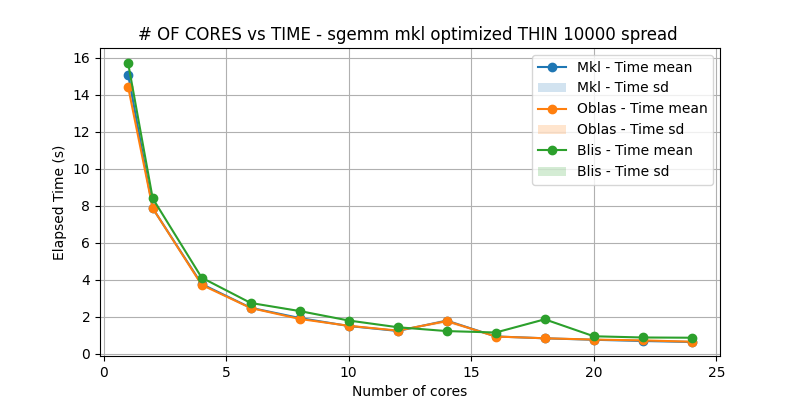 # OF CORES vs TIME - sgemm mkl optimized THIN 10000 spread
Elapsed Time (s)
16
14
12
10
8
6
4
2
0
Mkl - Time mean
Mkl - Time sd
Oblas - Time mean
Oblas - Time sd
Blis - Time mean
Blis - Time sd
0 5 10 15 20 25
Number of cores